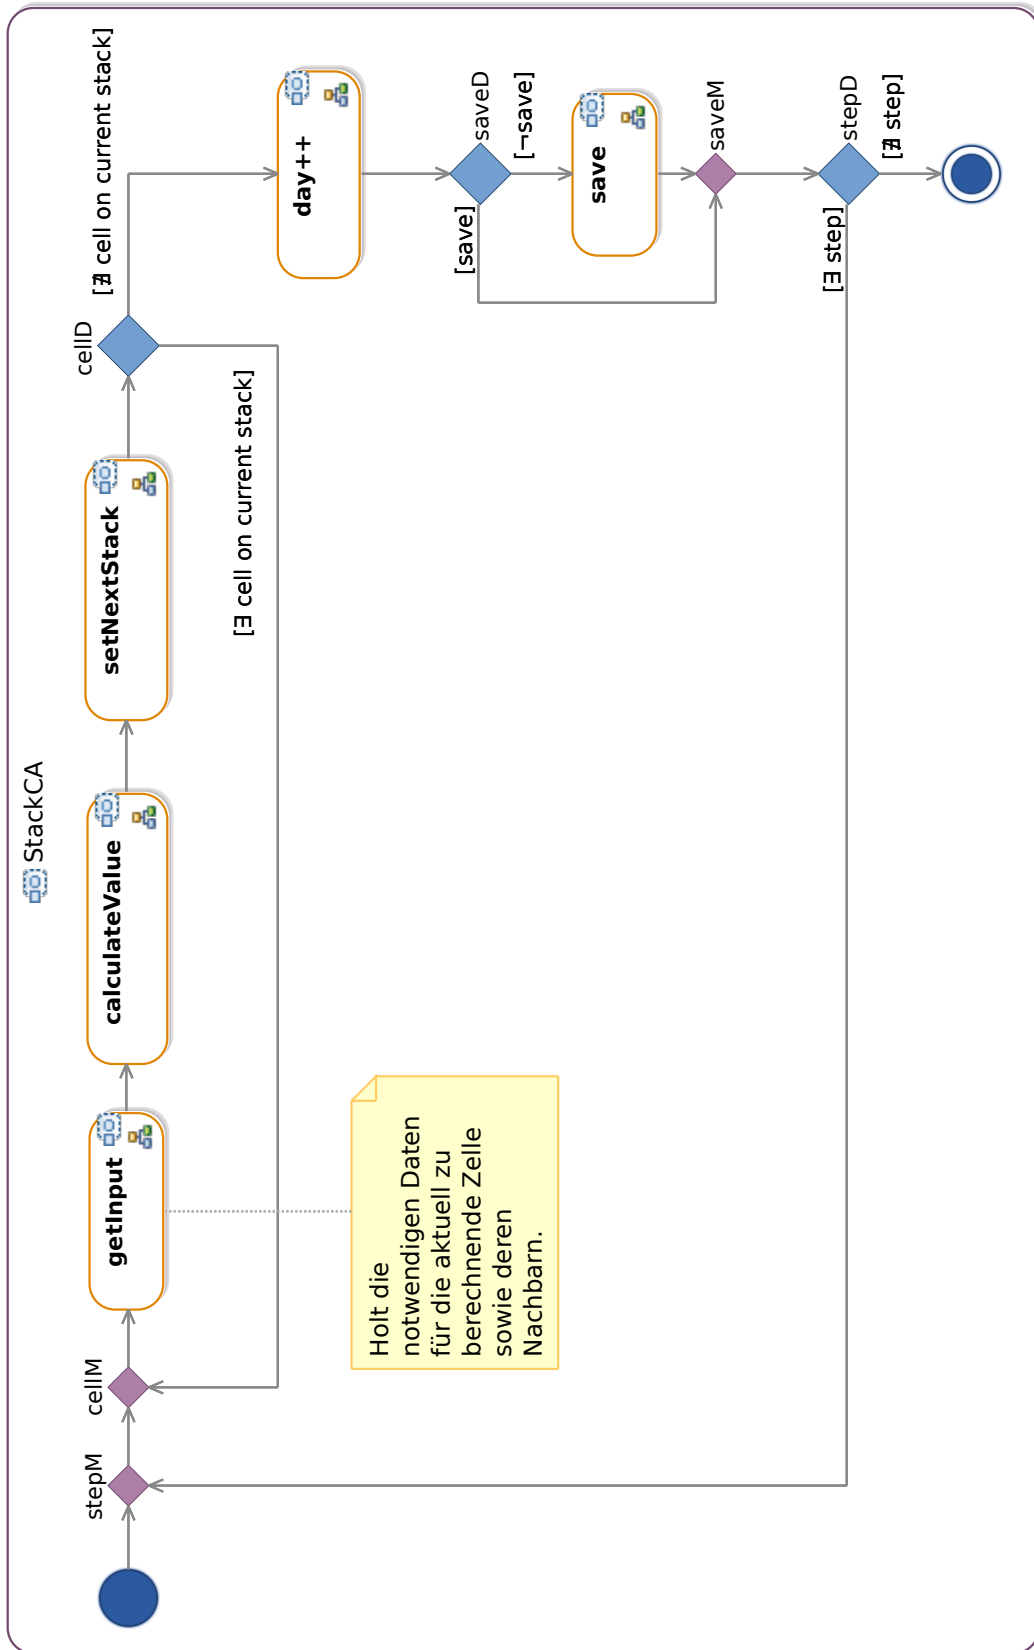 StackCA
stepM
cellM
getInput
calculateValue
setNextStack
cellD
[∄ cell on current stack]
[∃ cell on current stack]
Holt die
notwendigen Daten
für die aktuell zu
berechnende Zelle
sowie deren
Nachbarn.
day++
saveD
[save]
[¬save]
save
saveM
stepD
[∃ step]
[∄ step]